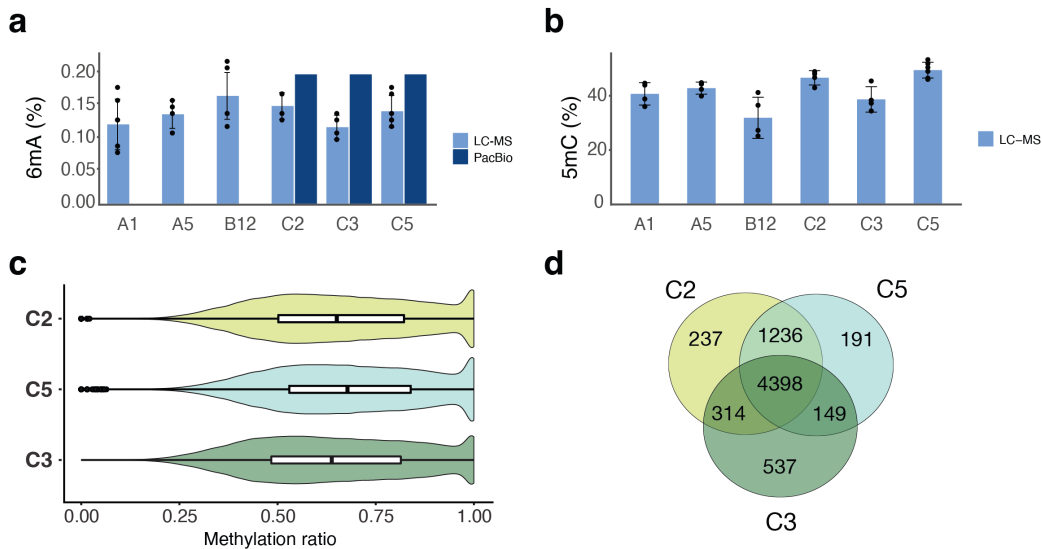 a
6mA (%)
0.20
0.15
0.10
0.05
0.00
A1 A5 B12 C2 C3 C5
LC-MS
PacBio
b
5mC (%)
40
20
0
A1 A5 B12 C2 C3 C5
LC−MS
c
C2
C5
C3
0.00 0.25 0.50 0.75 1.00
Methylation ratio
d
C2 C5
237 1236 191
4398
314 149
537
C3